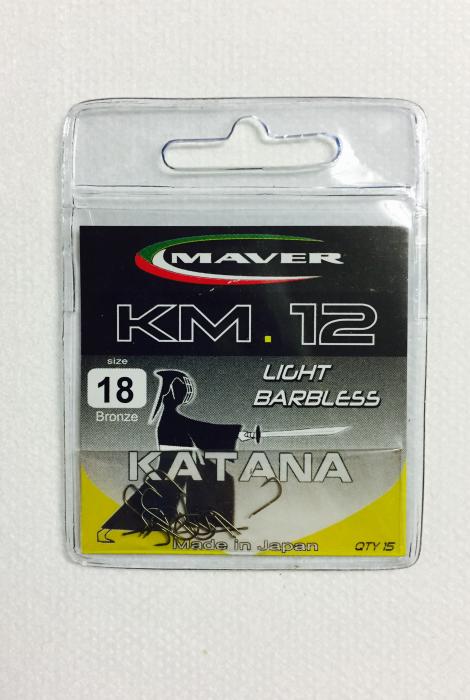 MAVER
KM.12
size
18
Bronze
LIGHT
BARBLESS
KATANA
Made in Japan
QTY 15